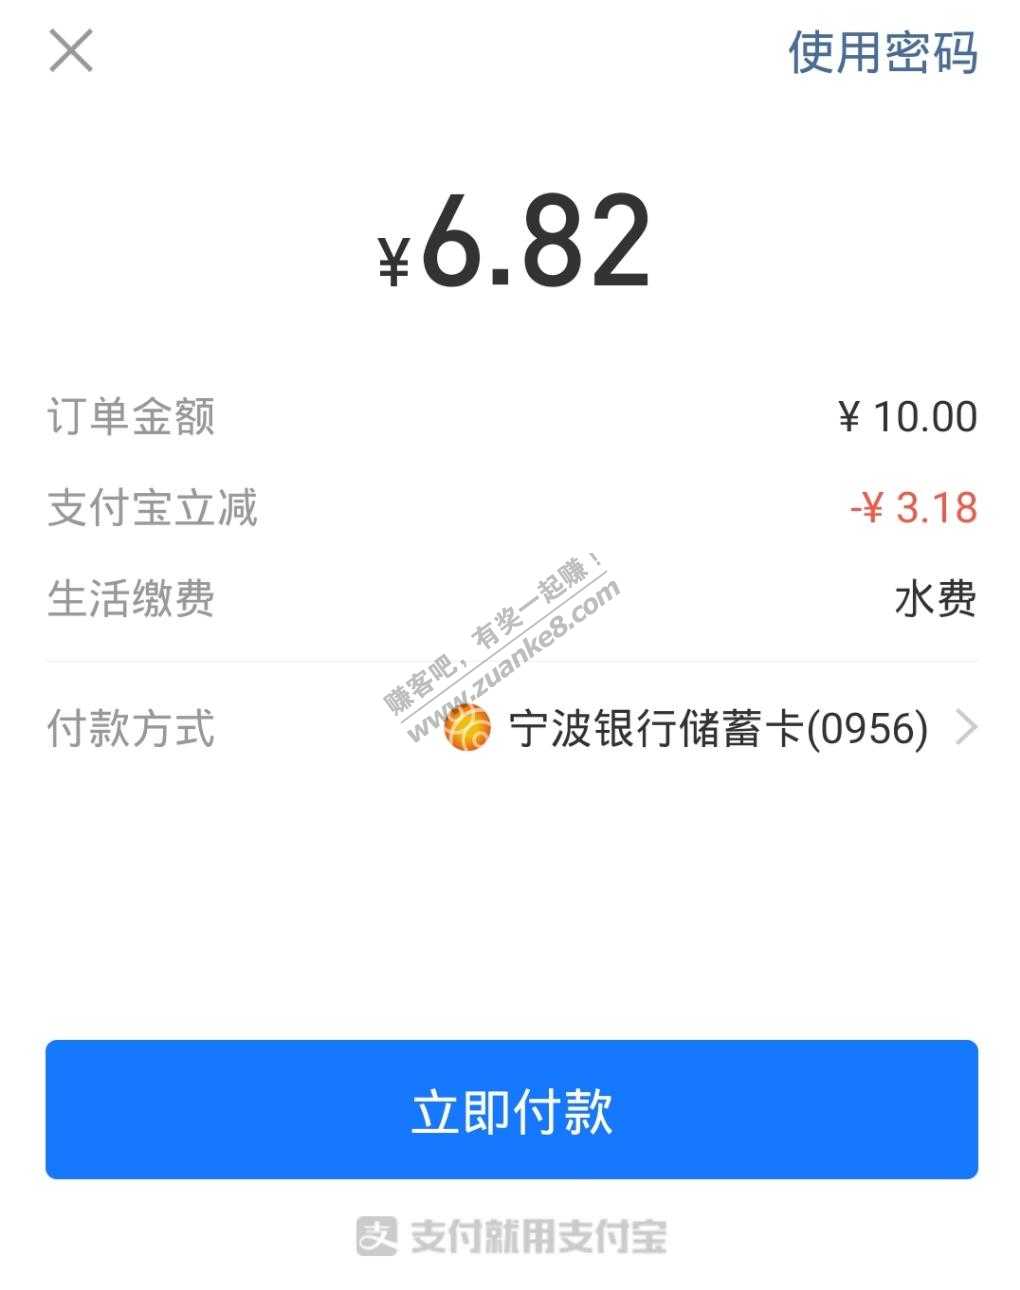 使用密码
¥6.82
订单金额 ¥ 10.00
支付宝立减 -¥ 3.18
生活缴费 水费
赚客吧，有奖一起赚！
www.zuanke8.com
付款方式 宁波银行储蓄卡(0956)
立即付款
支 支付就用支付宝